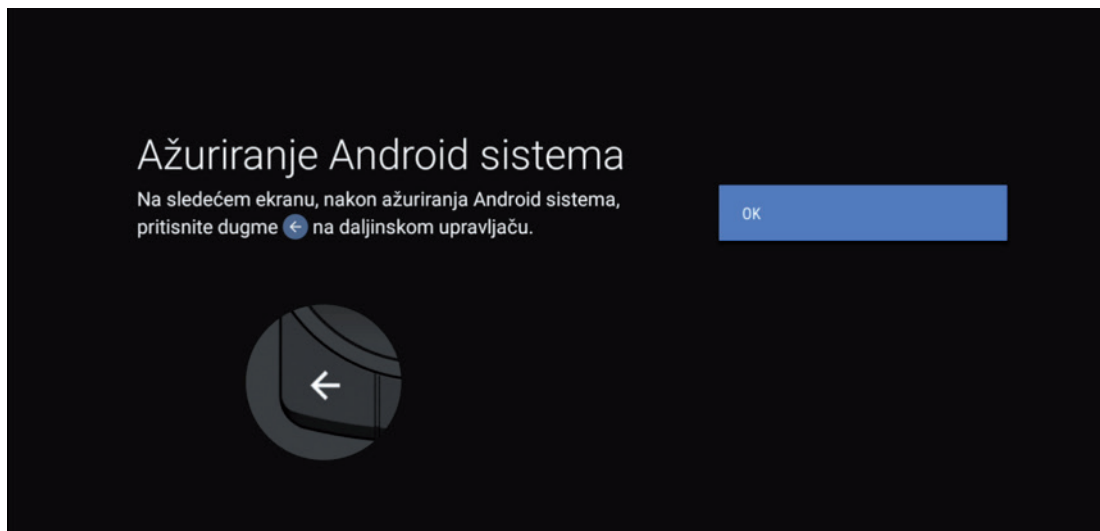 Ažuriranje Android sistema
Na sledećem ekranu, nakon ažuriranja Android sistema,
pritisnite dugme ← na daljinskom upravljaču.
OK